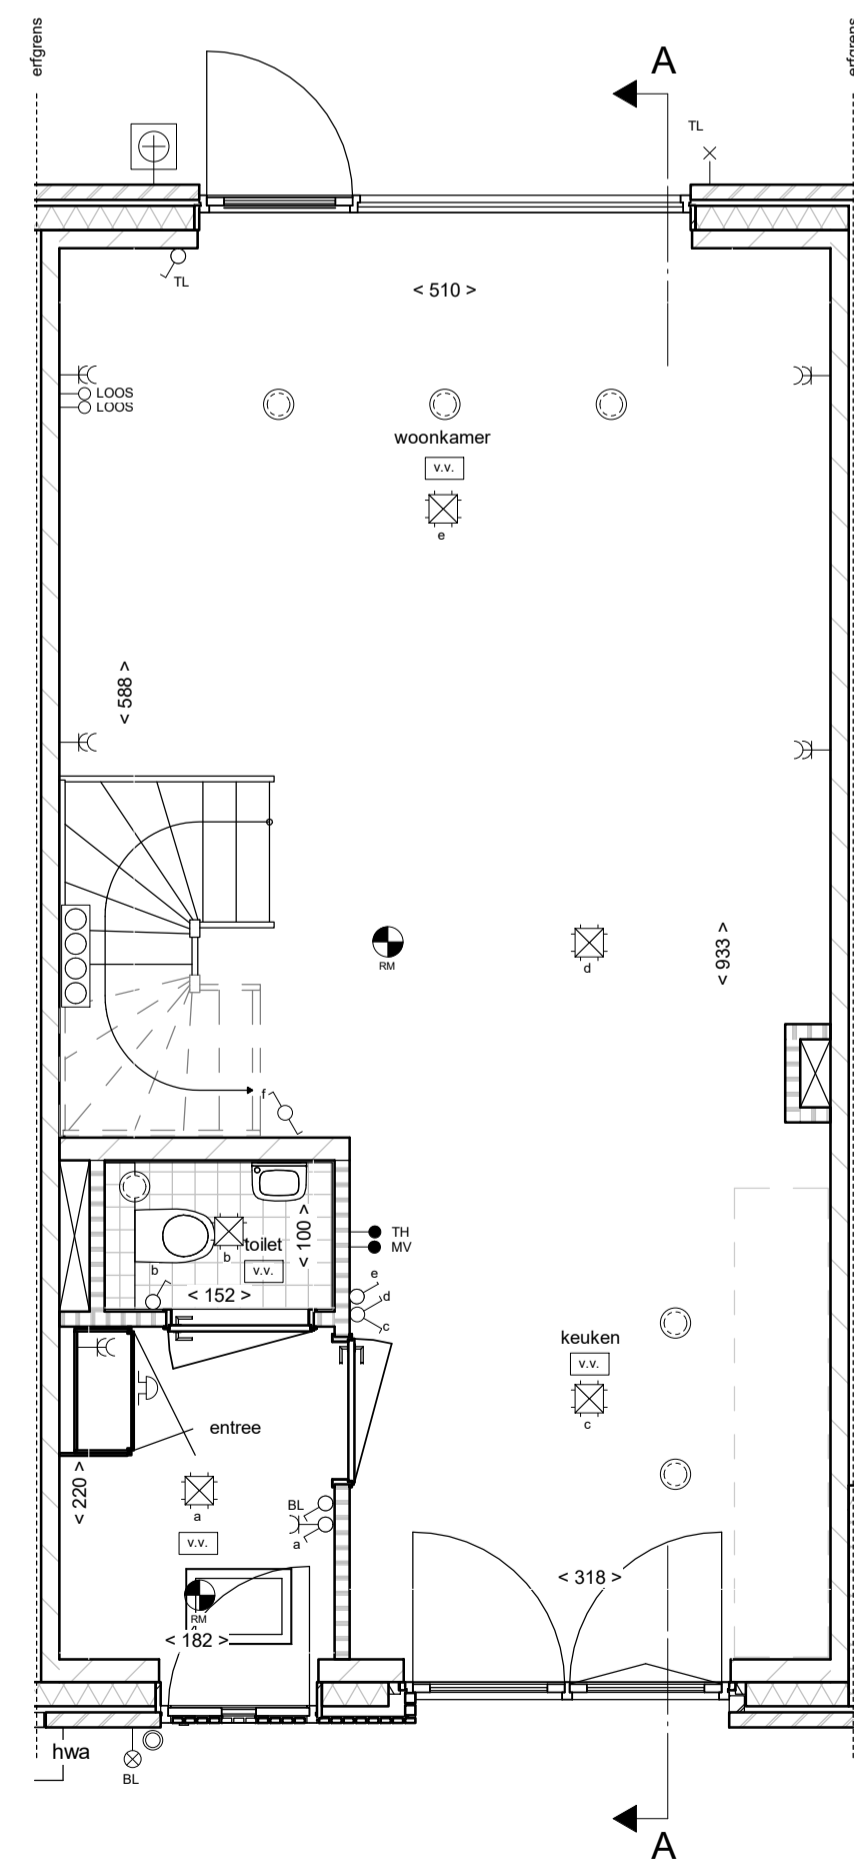 erfgrens
erfgrens
A
TL
TL
< 510 >
LOOS
LOOS
woonkamer
v.v.
e
< 588 >
< 933 >
RM
d
f
TH
MV
toilet
b
v.v.
< 100 >
b
< 152 >
e
d
c
keuken
v.v.
c
entree
< 220 >
a
BL
a
v.v.
< 318 >
RM
< 182 >
hwa
BL
A